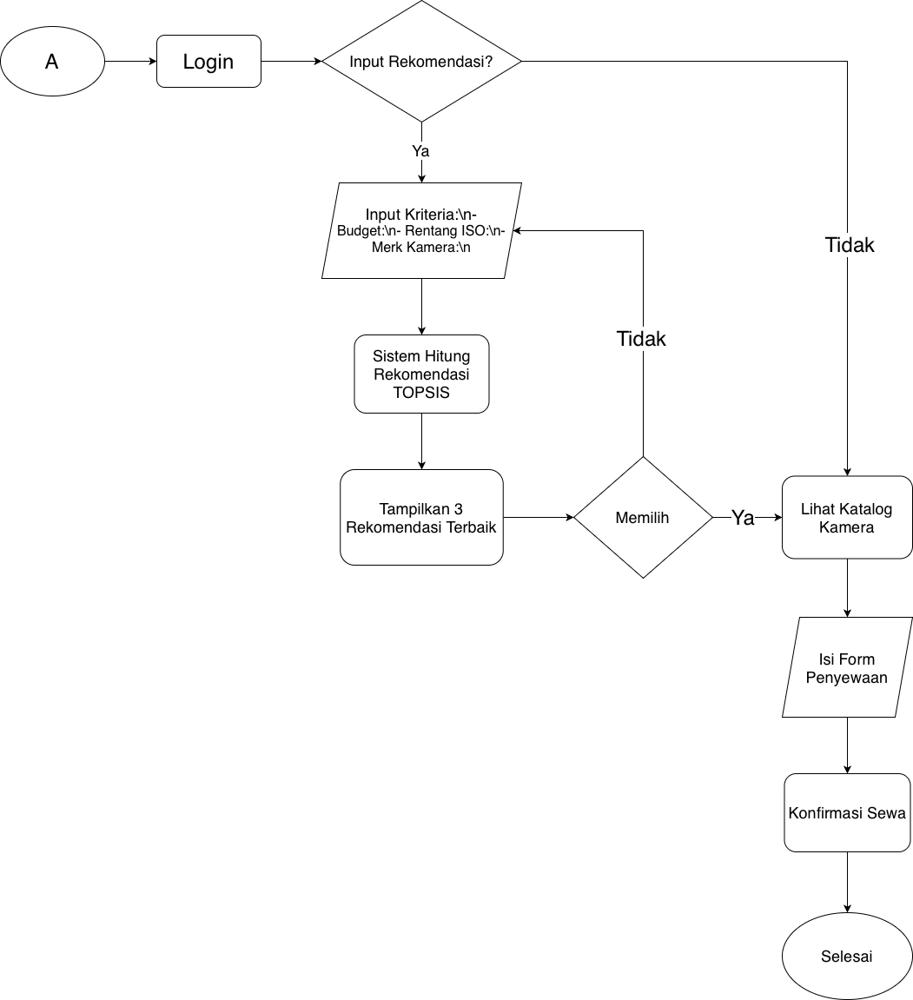 A
Login
Input Rekomendasi?
Ya
Input Kriteria:\n-
Budget:\n- Rentang ISO:\n-
Merk Kamera:\n
Tidak
Tidak
Sistem Hitung
Rekomendasi
TOPSIS
Tampilkan 3
Rekomendasi Terbaik
Memilih
Ya
Lihat Katalog
Kamera
Isi Form
Penyewaan
Konfirmasi Sewa
Selesai